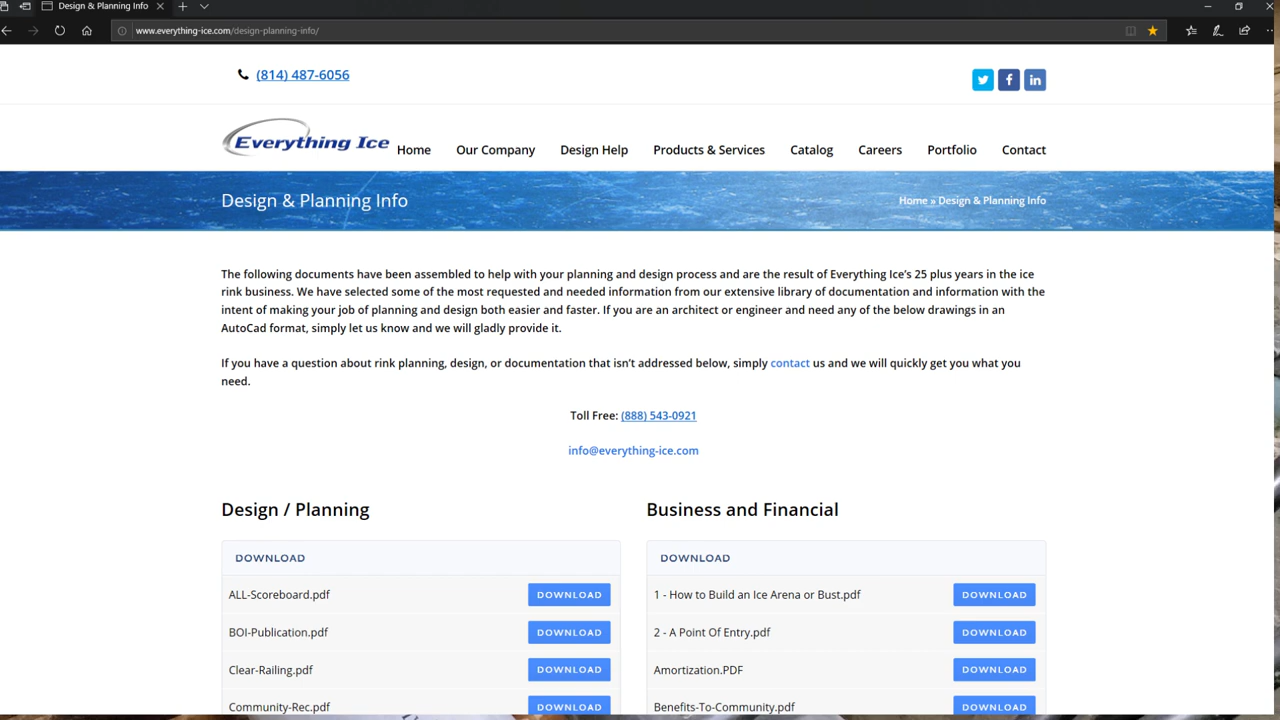 Design & Planning Info
www.everything-ice.com/design-planning-info/
(814) 487-6056
Everything Ice
Home Our Company Design Help Products & Services Catalog Careers Portfolio Contact
Design & Planning Info
Home » Design & Planning Info
The following documents have been assembled to help with your planning and design process and are the result of Everything Ice's 25 plus years in the ice
rink business. We have selected some of the most requested and needed information from our extensive library of documentation and information with the
intent of making your job of planning and design both easier and faster. If you are an architect or engineer and need any of the below drawings in an
AutoCad format, simply let us know and we will gladly provide it.
If you have a question about rink planning, design, or documentation that isn't addressed below, simply contact us and we will quickly get you what you
need.
Toll Free: (888) 543-0921
info@everything-ice.com
Design / Planning
DOWNLOAD
ALL-Scoreboard.pdf DOWNLOAD
BOI-Publication.pdf DOWNLOAD
Clear-Railing.pdf DOWNLOAD
Community-Rec.pdf DOWNLOAD
Business and Financial
DOWNLOAD
1 - How to Build an Ice Arena or Bust.pdf DOWNLOAD
2 - A Point Of Entry.pdf DOWNLOAD
Amortization.PDF DOWNLOAD
Benefits-To-Community.pdf DOWNLOAD